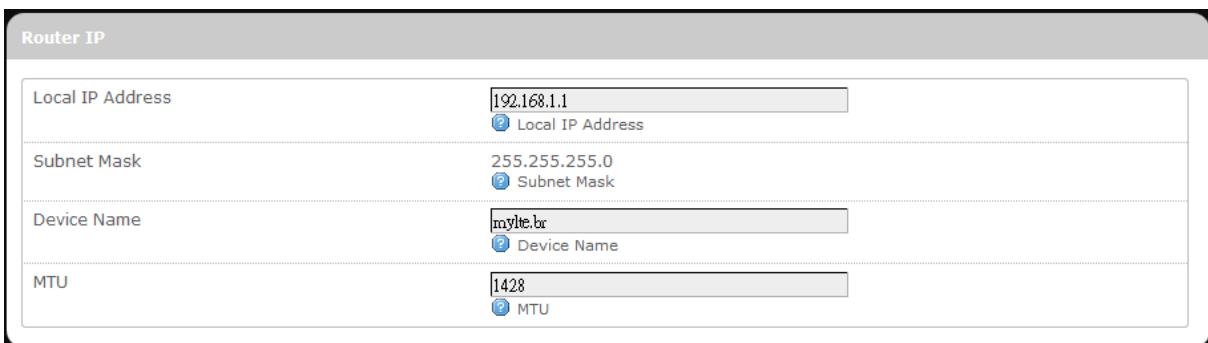 Router IP
Local IP Address
192.168.1.1
Local IP Address
Subnet Mask
255.255.255.0
Subnet Mask
Device Name
mylte.br
Device Name
MTU
1428
MTU